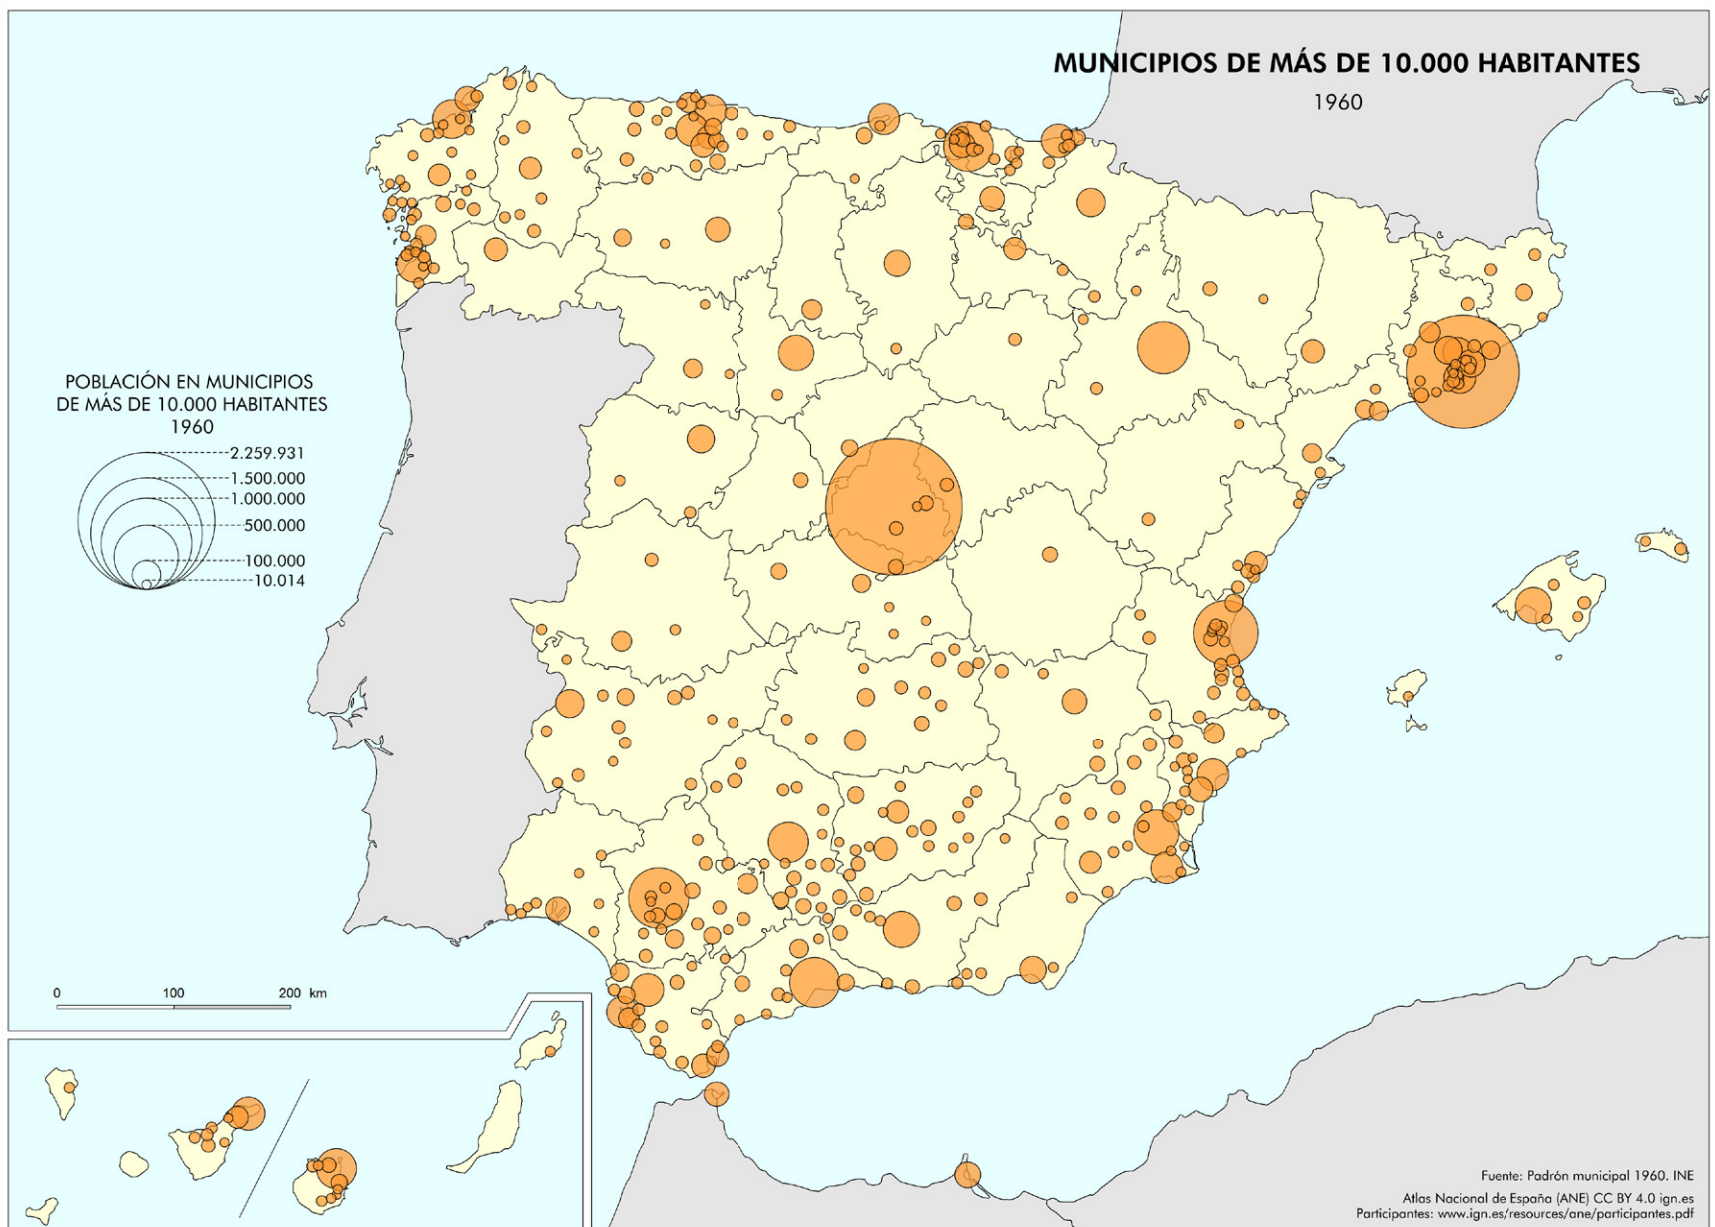 MUNICIPIOS DE MÁS DE 10.000 HABITANTES
1960
POBLACIÓN EN MUNICIPIOS
DE MÁS DE 10.000 HABITANTES
1960
2.259.931
1.500.000
1.000.000
500.000
100.000
10.014
0 100 200 km
Fuente: Padrón municipal 1960. INE
Atlas Nacional de España (ANE) CC BY 4.0 ign.es
Participantes: www.ign.es/resources/ane/participantes.pdf